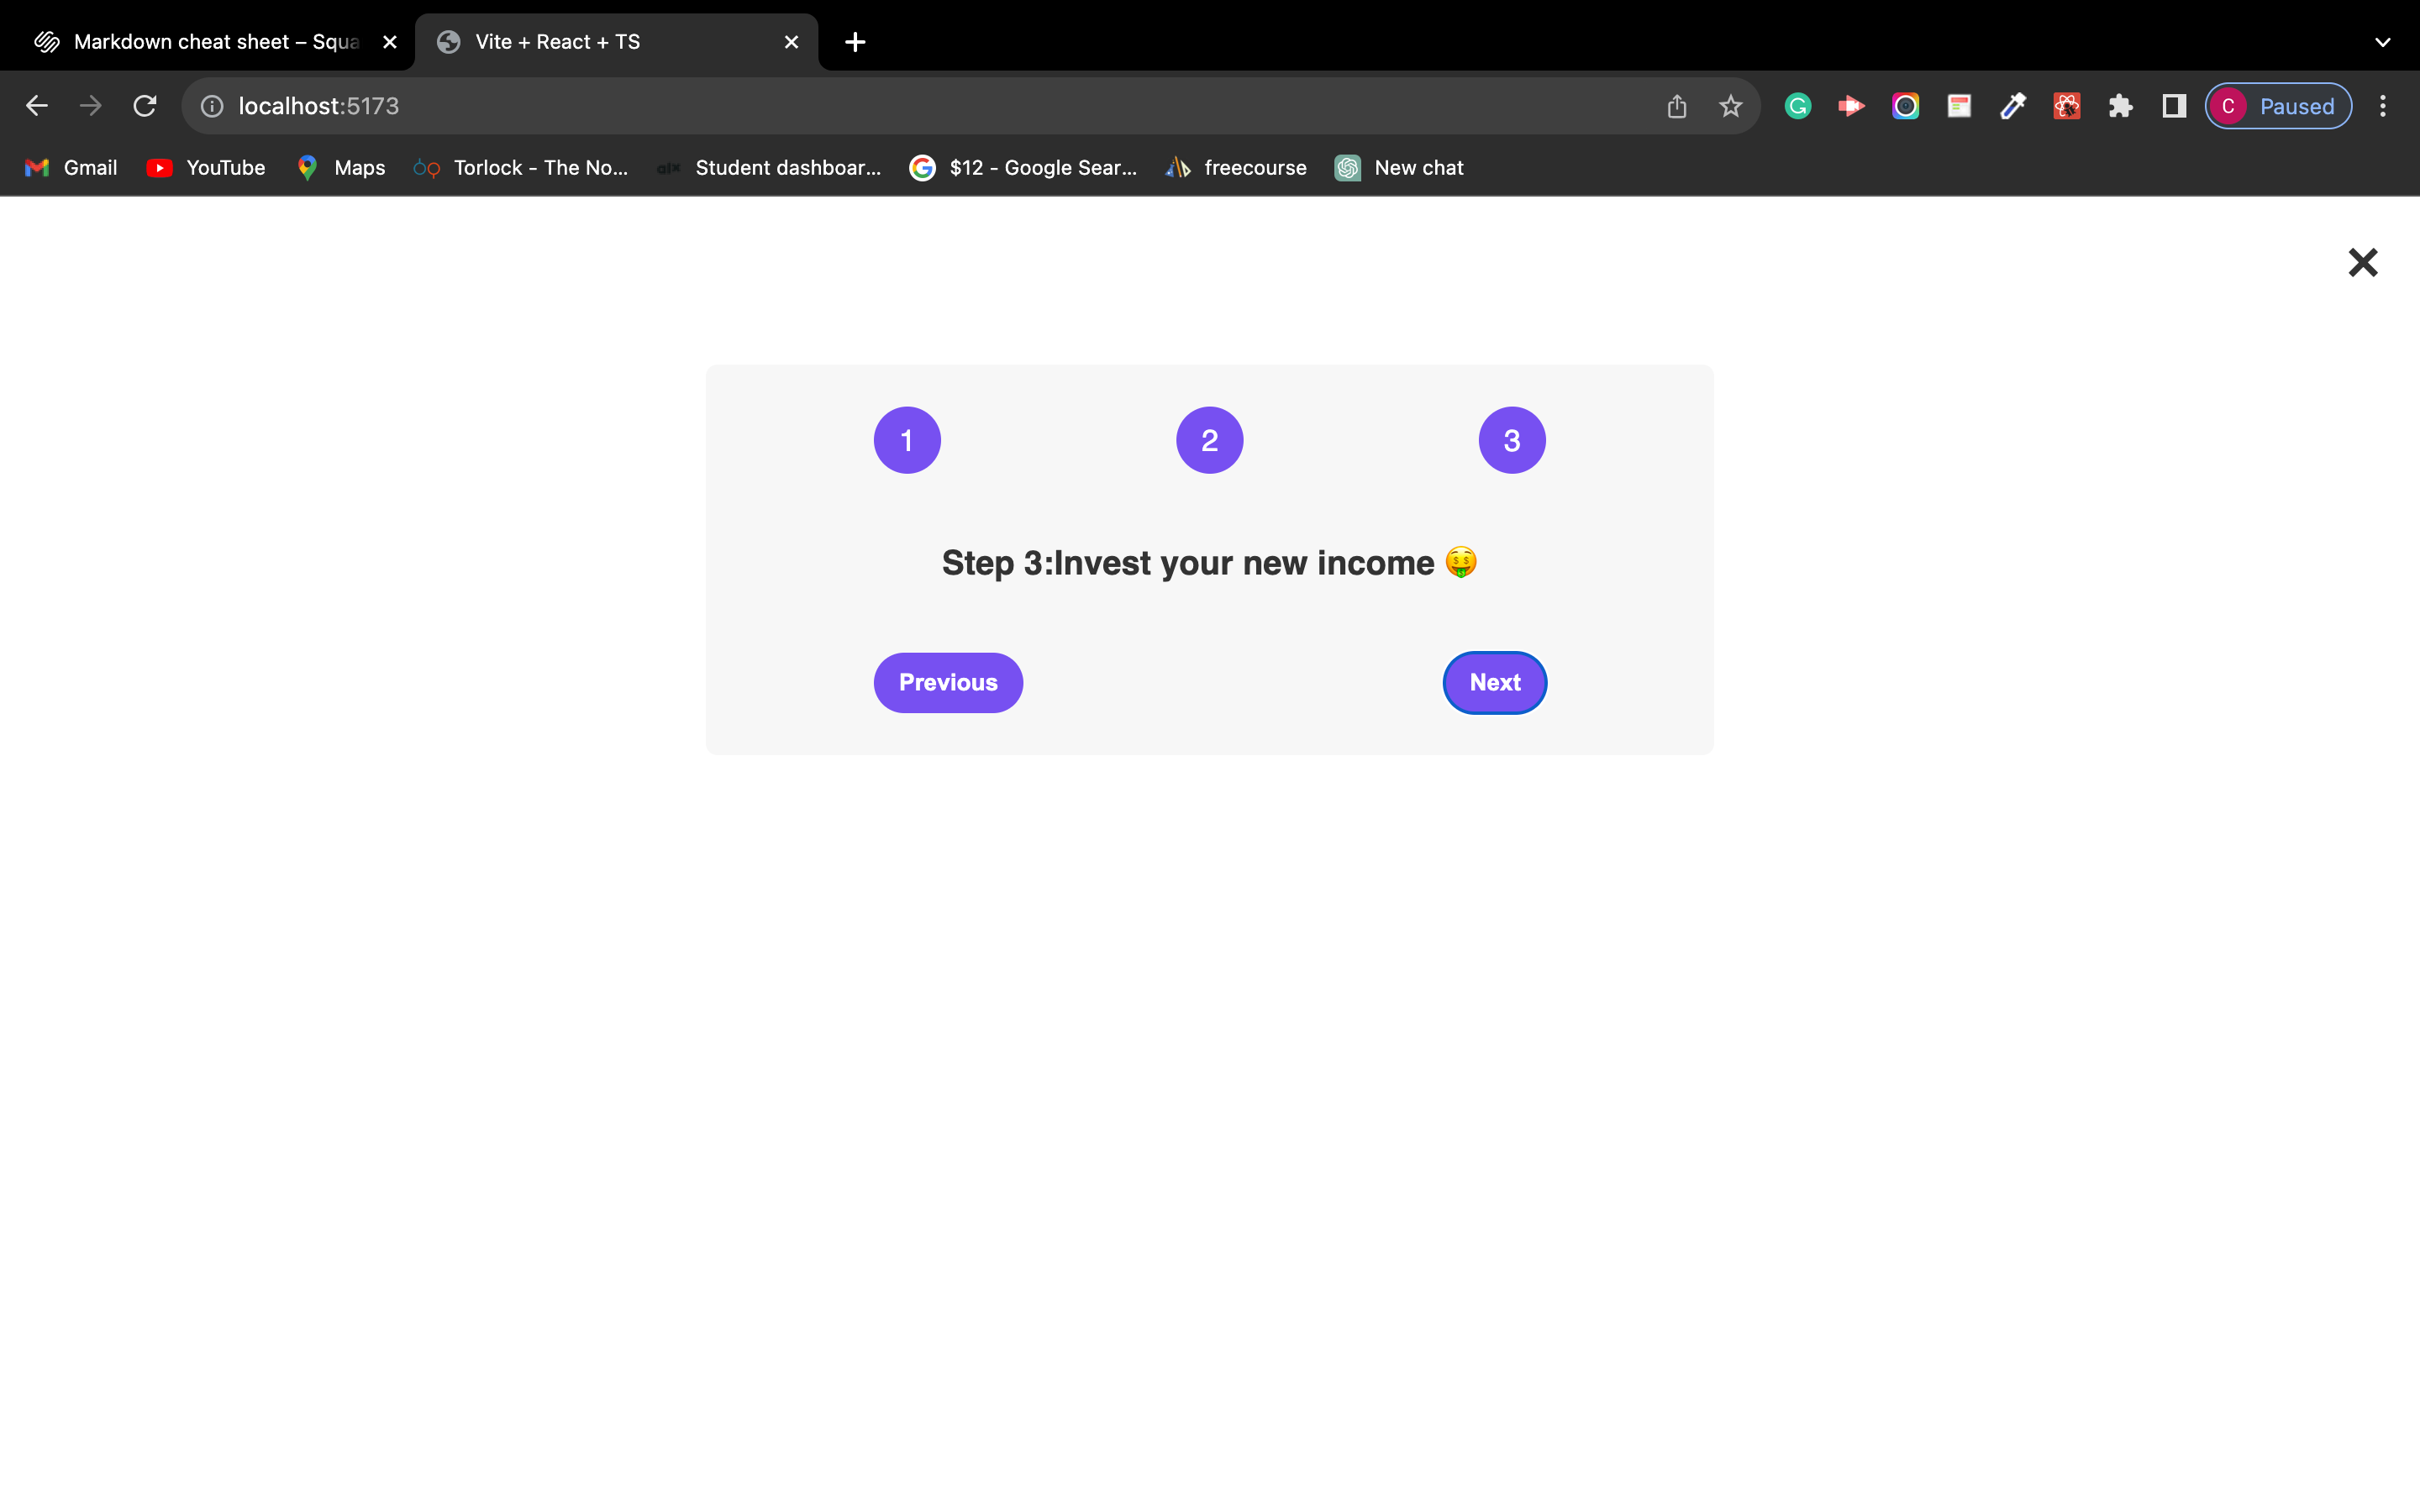 Markdown cheat sheet – Squa
Vite + React + TS
localhost:5173
C Paused
Gmail YouTube Maps Torlock - The No... alx Student dashboar... $12 - Google Sear... freecourse New chat
1 2 3
Step 3:Invest your new income 🤑
Previous Next